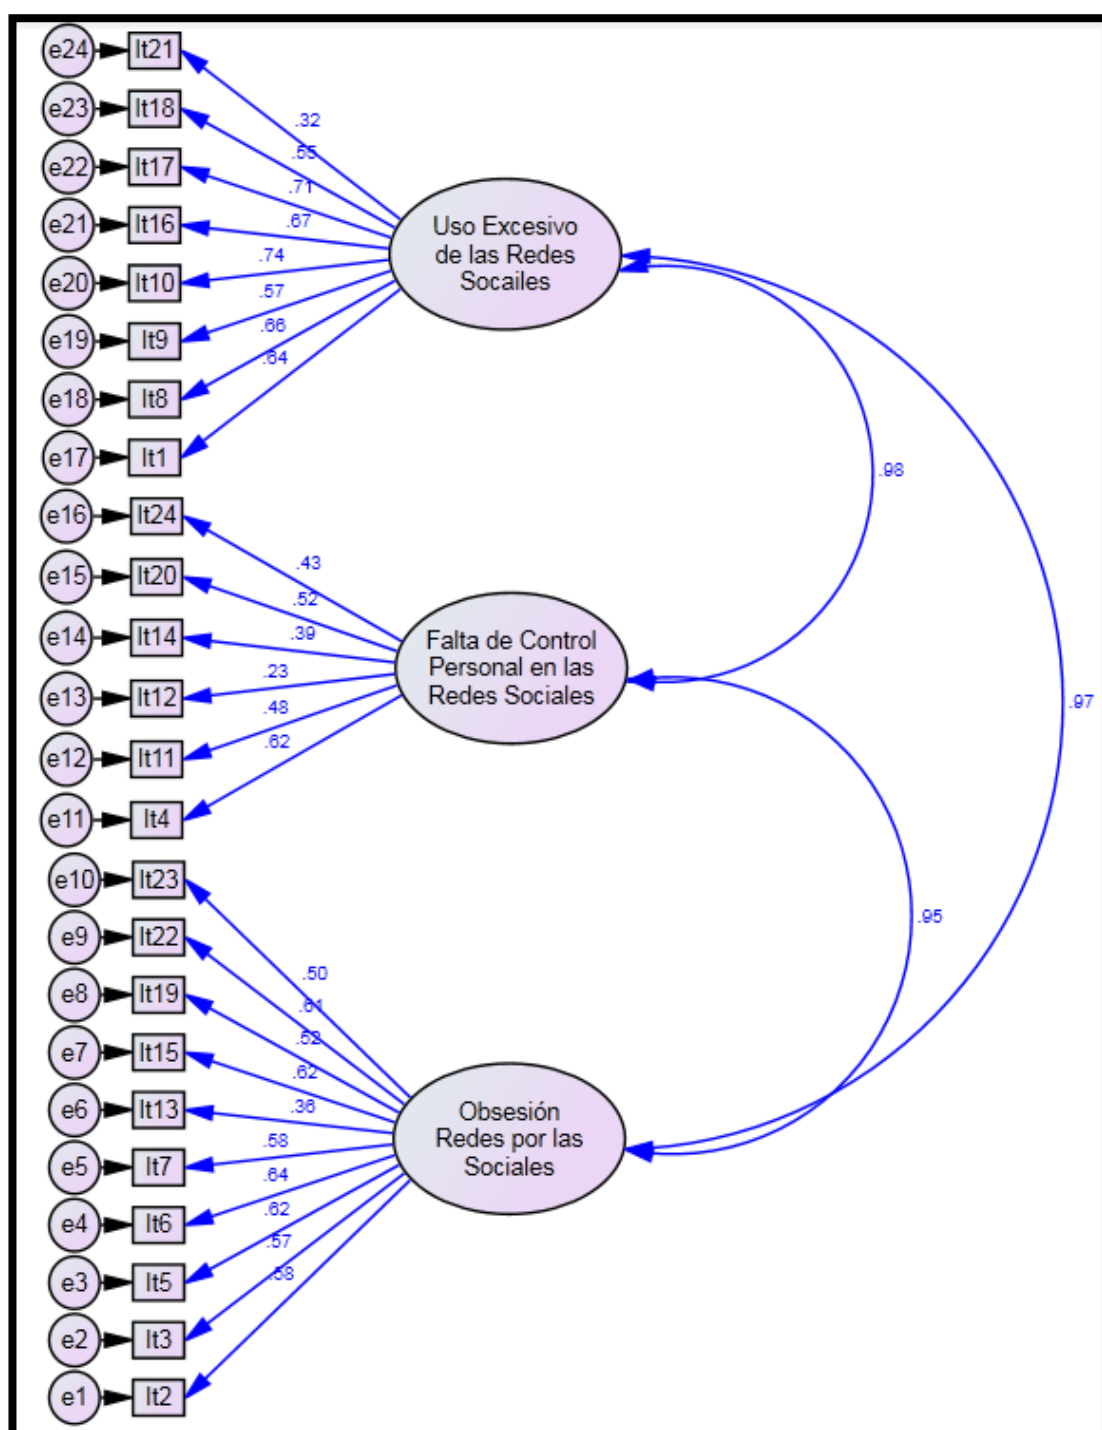 e24 It21
.32
e23 It18
.55
e22 It17
.71
e21 It16
.67
e20 It10
.74
e19 It9
.57
e18 It8
.66
e17 It1
.64
Uso Excesivo
de las Redes
Socailes
.98
.97
e16 It24
.43
e15 It20
.52
e14 It14
.39
e13 It12
.23
e12 It11
.48
e11 It4
.62
Falta de Control
Personal en las
Redes Sociales
.95
e10 It23
.50
e9 It22
.61
e8 It19
.52
e7 It15
.62
e6 It13
.36
e5 It7
.58
e4 It6
.64
e3 It5
.62
e2 It3
.57
e1 It2
.58
Obsesión
Redes por las
Sociales